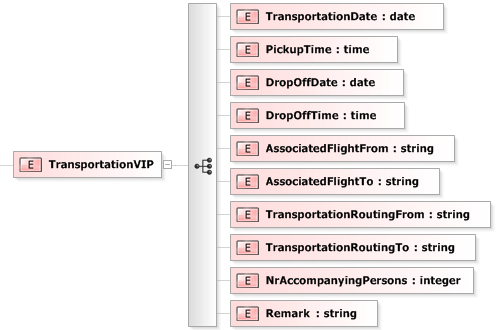 E TransportationDate : date
E PickupTime : time
E DropOffDate : date
E DropOffTime : time
E AssociatedFlightFrom : string
E TransportationVIP
E AssociatedFlightTo : string
E TransportationRoutingFrom : string
E TransportationRoutingTo : string
E NrAccompanyingPersons : integer
E Remark : string